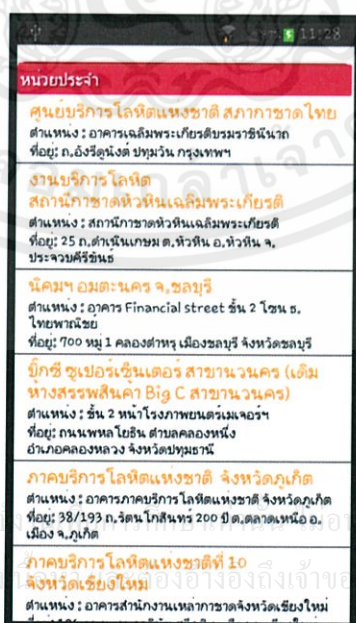 11:28
หน่วยประจำ
ศูนย์บริการโลหิตแห่งชาติ สภากาชาดไทย
ตำแหน่ง : อาคารเฉลิมพระเกียรติบรมราชินีนาถ
ที่อยู่: ถ.อังรีดูนังต์ ปทุมวัน กรุงเทพฯ
งานบริการโลหิต
สถานีกาชาดหัวหินเฉลิมพระเกียรติ
ตำแหน่ง : สถานีกาชาดหัวหินเฉลิมพระเกียรติ
ที่อยู่: 25 ถ.ดำเนินเกษม ต.หัวหิน อ.หัวหิน จ.
ประจวบคีรีขันธ์
นิคมฯ อมตะนคร จ.ชลบุรี
ตำแหน่ง : อาคาร Financial street ชั้น 2 โซน ธ.
ไทยพาณิชย์
ที่อยู่: 700 หมู่ 1 คลองตำหรุ เมืองชลบุรี จังหวัดชลบุรี
บิ๊กซี ซูเปอร์เซ็นเตอร์ สาขานวนคร (เดิม
ห้างสรรพสินค้า Big C สาขานวนคร)
ตำแหน่ง : ชั้น 2 หน้าโรงภาพยนตร์เมเจอร์ฯ
ที่อยู่: ถนนพหลโยธิน ตำบลคลองหนึ่ง
อำเภอคลองหลวง จังหวัดปทุมธานี
ภาคบริการโลหิตแห่งชาติ จังหวัดภูเก็ต
ตำแหน่ง : อาคารภาคบริการโลหิตแห่งชาติ จังหวัดภูเก็ต
ที่อยู่: 38/193 ถ.รัตนโกสินทร์ 200 ปี ต.ตลาดเหนือ อ.
เมือง จ.ภูเก็ต
ภาคบริการโลหิตแห่งชาติที่ 10
จังหวัดเชียงใหม่
ตำแหน่ง : อาคารสำนักงานเหล่ากาชาดจังหวัดเชียงใหม่